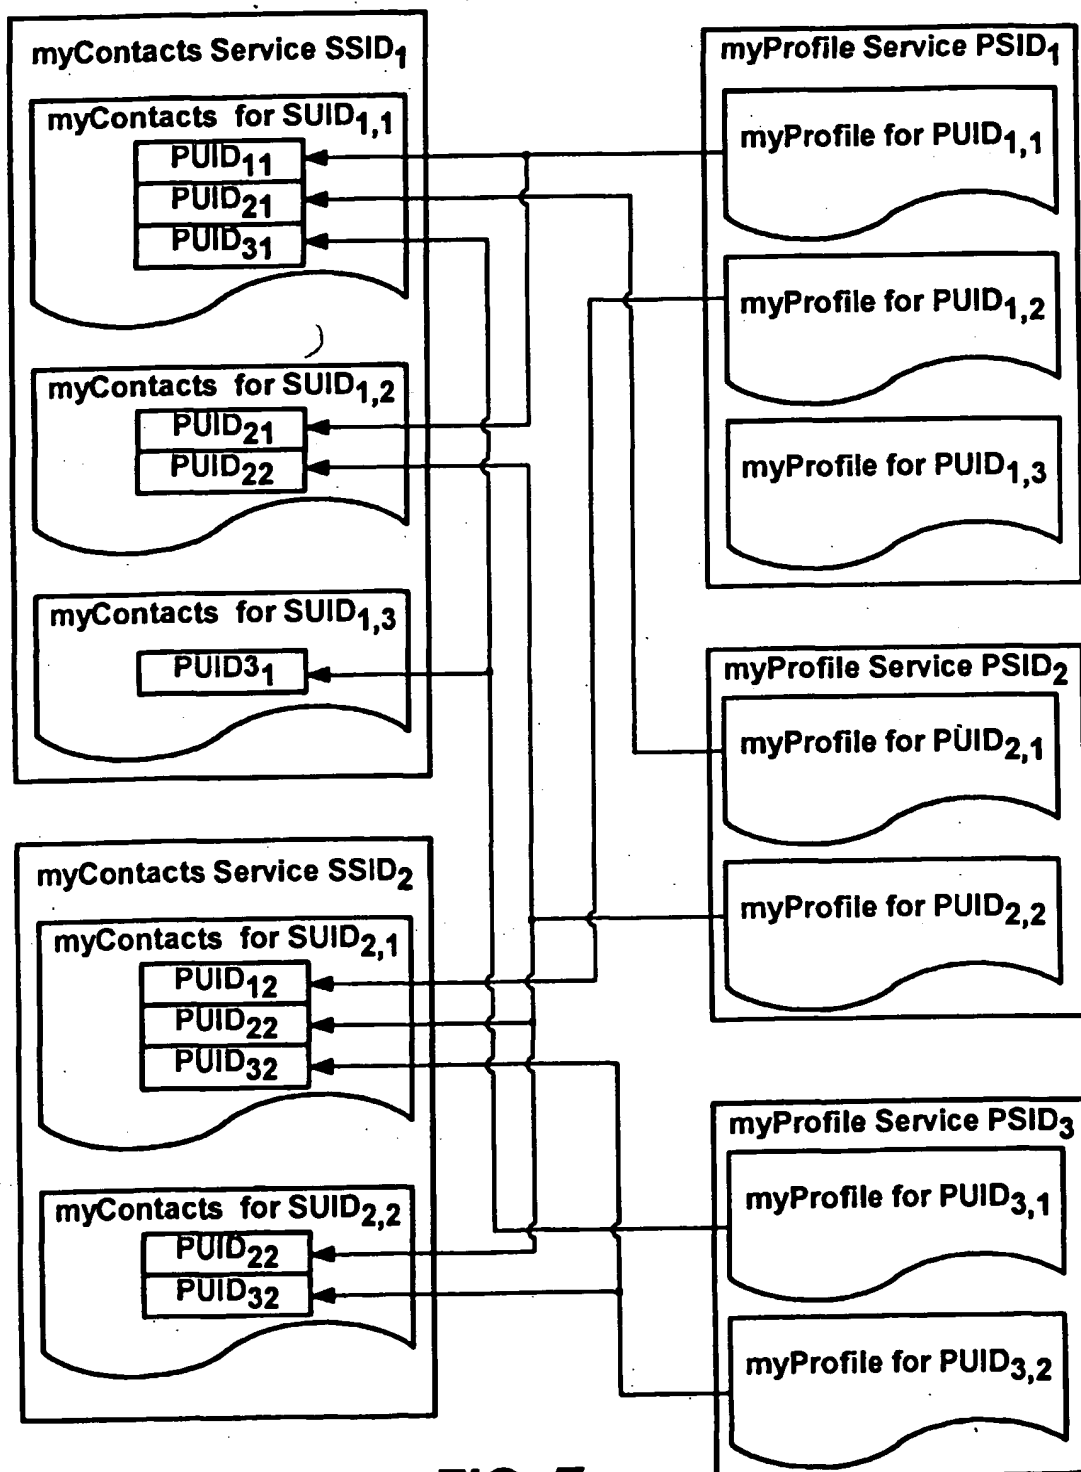 myContacts Service SSID1
myContacts for SUID1,1
PUID11
PUID21
PUID31
myContacts for SUID1,2
PUID21
PUID22
myContacts for SUID1,3
PUID31
myContacts Service SSID2
myContacts for SUID2,1
PUID12
PUID22
PUID32
myContacts for SUID2,2
PUID22
PUID32
myProfile Service PSID1
myProfile for PUID1,1
myProfile for PUID1,2
myProfile for PUID1,3
myProfile Service PSID2
myProfile for PUID2,1
myProfile for PUID2,2
myProfile Service PSID3
myProfile for PUID3,1
myProfile for PUID3,2